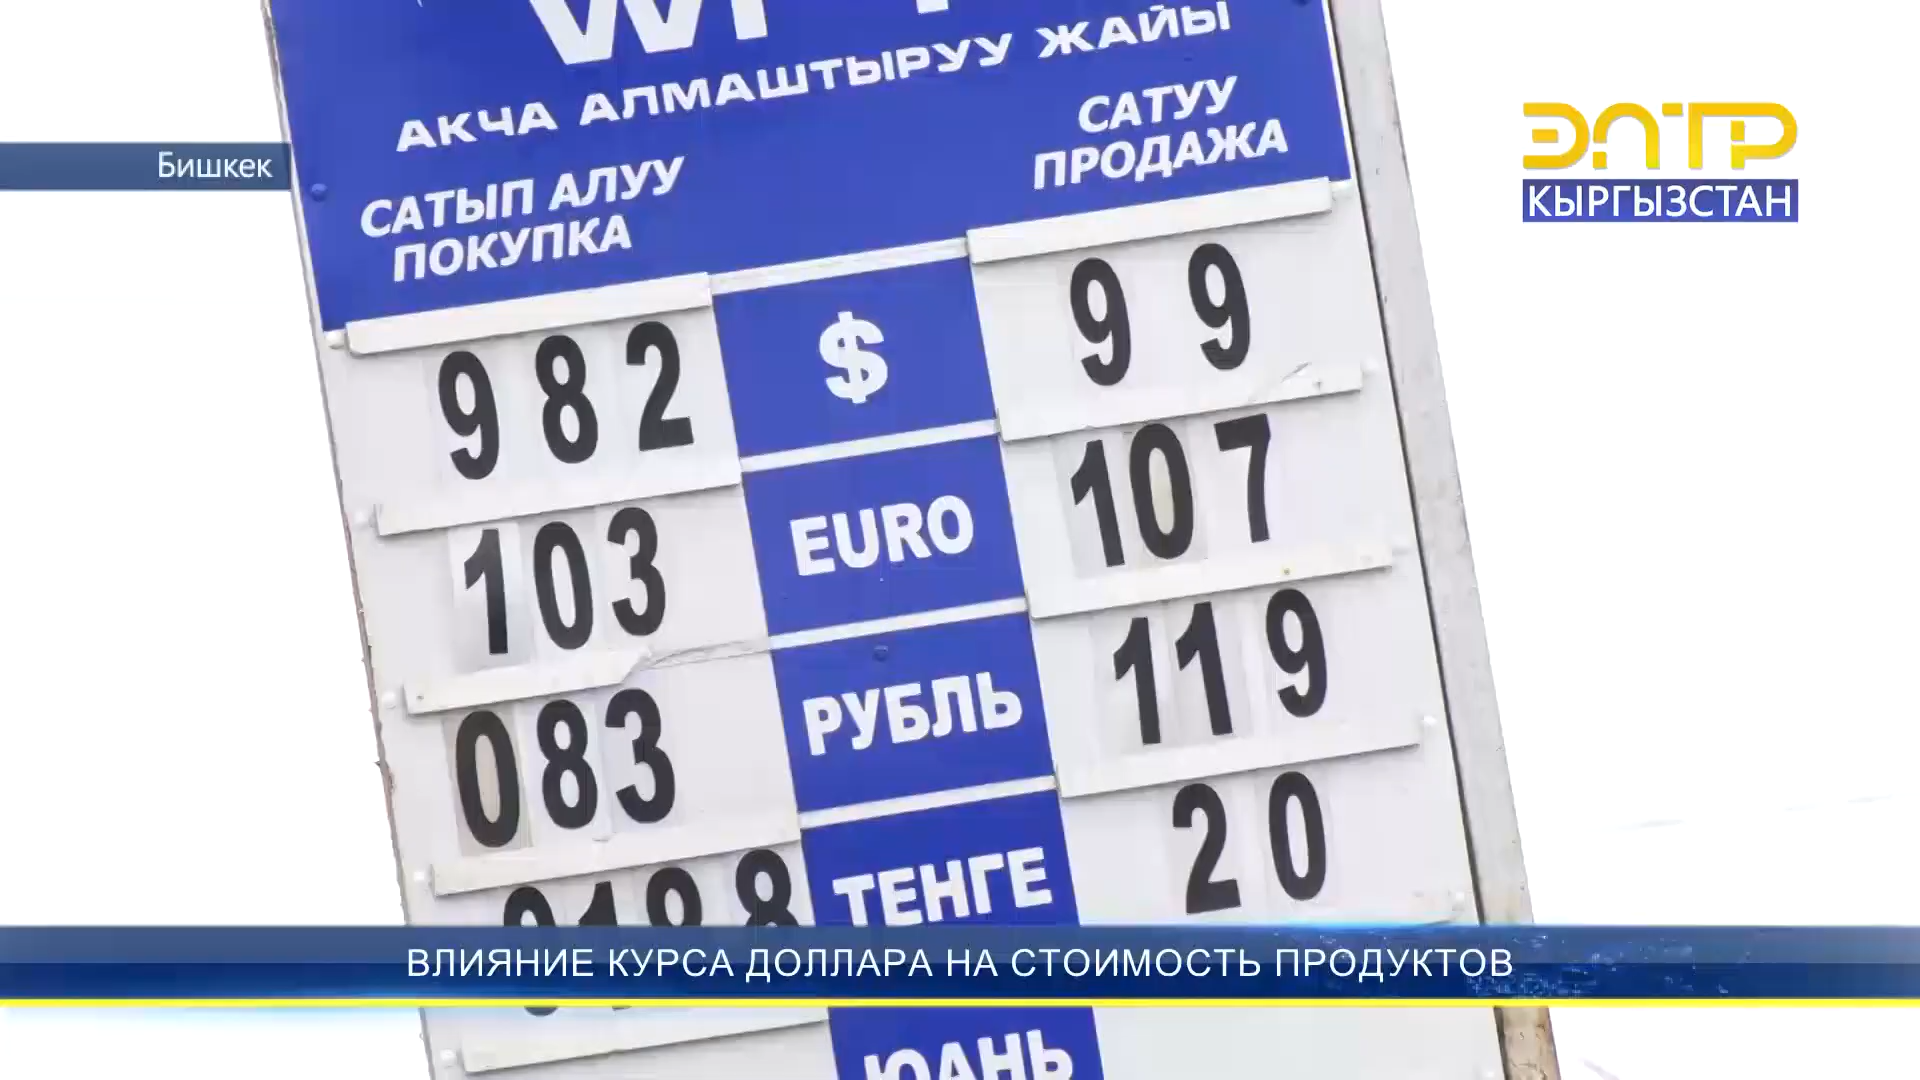 АКЧА АЛМАШТЫРУУ ЖАЙЫ
САТЫП АЛУУ
ПОКУПКА
САТУУ
ПРОДАЖА
Бишкек
ЭЛТР
КЫРГЫЗСТАН
982 $ 99
103 EURO 107
083 РУБЛЬ 119
0188 ТЕНГЕ 20
ВЛИЯНИЕ КУРСА ДОЛЛАРА НА СТОИМОСТЬ ПРОДУКТОВ
ЮАНЬ